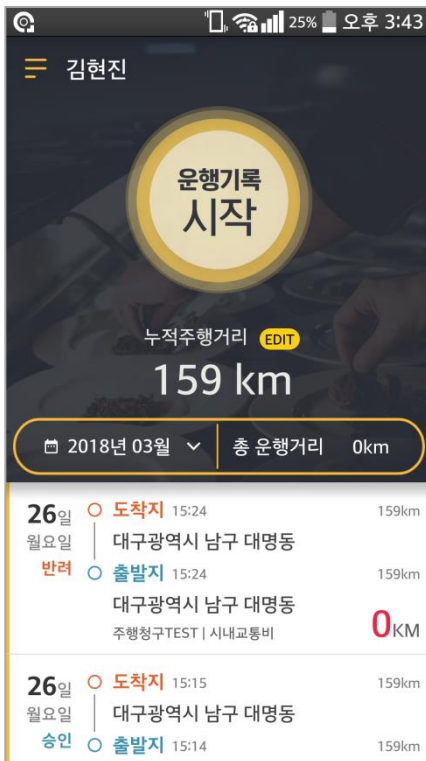 25% 오후 3:43
김현진
운행기록
시작
누적주행거리 EDIT
159 km
2018년 03월 총 운행거리 0km
26일 도착지 15:24 159km
월요일 대구광역시 남구 대명동
반려 출발지 15:24 159km
대구광역시 남구 대명동
주행청구TEST | 시내교통비 0KM
26일 도착지 15:15 159km
월요일 대구광역시 남구 대명동
승인 출발지 15:14 159km